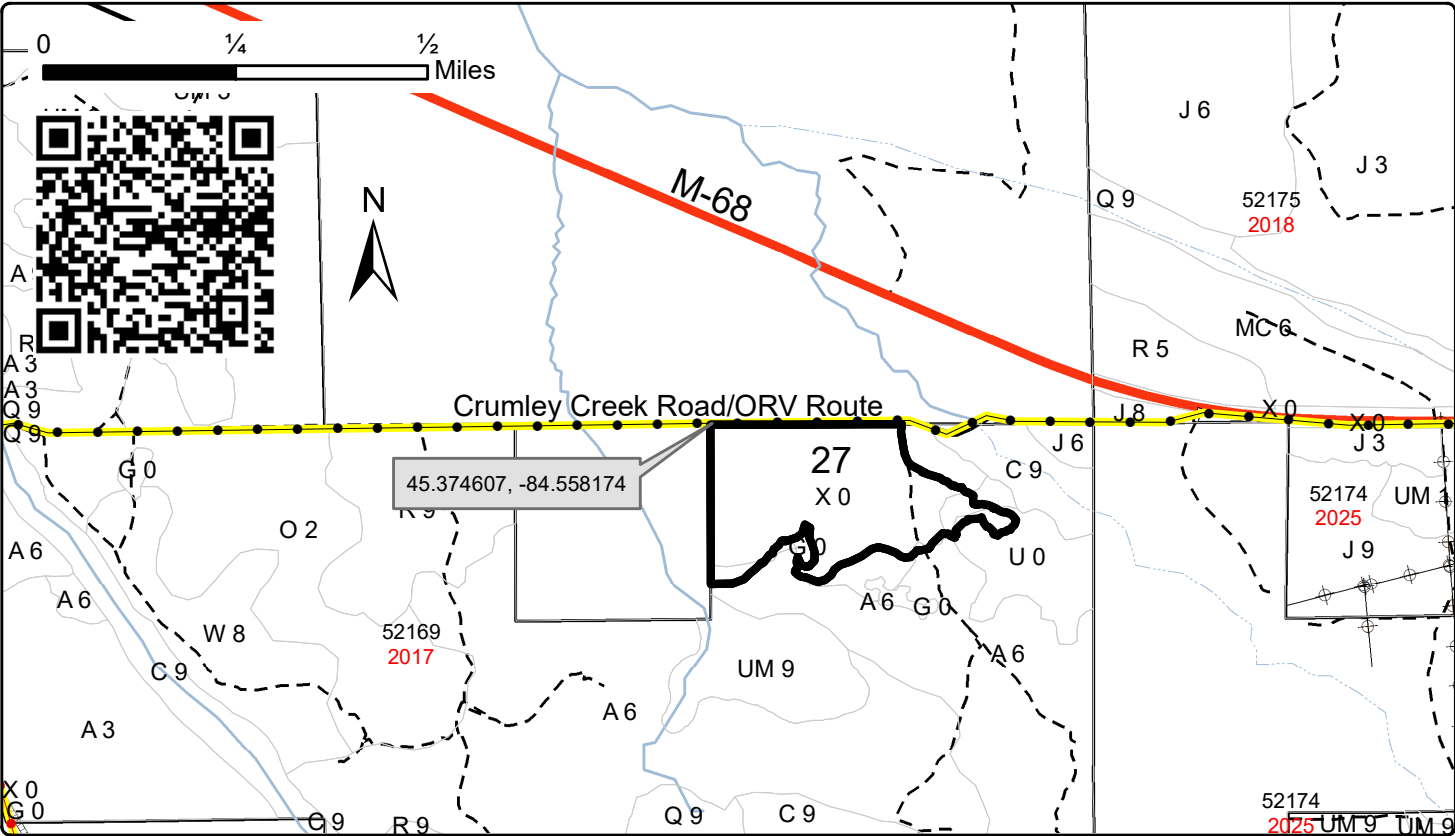 0 ¼ ½
Miles
J 6
J 3
M-68
N
Q 9
52175
2018
A
MC 6
R
R 5
A 3
A 3
Q 9
Crumley Creek Road/ORV Route
J 8
X 0
X 0
Q 9
J 6
J 3
G 0
27
C 9
45.374607, -84.558174
X 0
52174
2025
UM
R 9
O 2
A 6
G 0
U 0
J 9
A 6
A 6
G 0
W 8
52169
2017
A 6
C 9
UM 9
A 6
A 3
X 0
G 0
C 9
R 9
Q 9
C 9
52174
2025
UM 9
UM 9